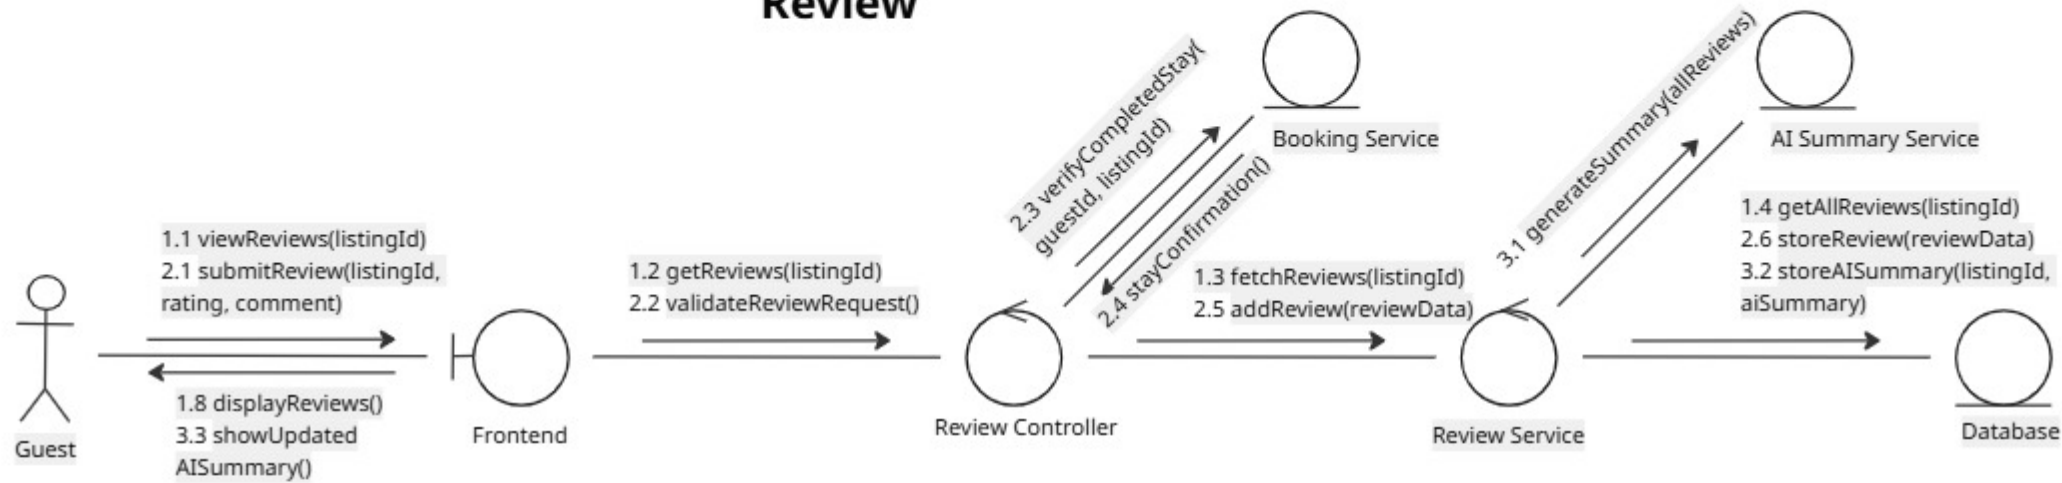 Review
2.3 verifyCompletedStay(
guestId, listingId)
Booking Service
2.4 stayConfirmation()
3.1 generateSummary(allReviews)
AI Summary Service
1.1 viewReviews(listingId)
2.1 submitReview(listingId,
rating, comment)
1.2 getReviews(listingId)
2.2 validateReviewRequest()
1.3 fetchReviews(listingId)
2.5 addReview(reviewData)
1.4 getAllReviews(listingId)
2.6 storeReview(reviewData)
3.2 storeAISummary(listingId,
aiSummary)
1.8 displayReviews()
3.3 showUpdated
AISummary()
Guest
Frontend
Review Controller
Review Service
Database